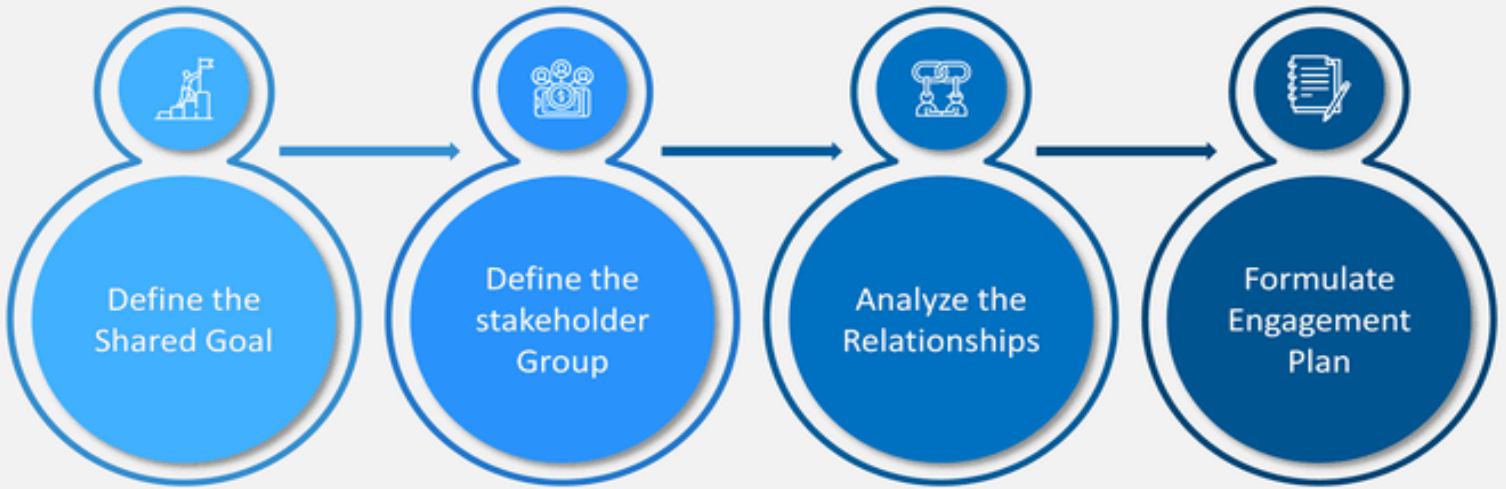 Define the
Shared Goal
Define the
stakeholder
Group
Analyze the
Relationships
Formulate
Engagement
Plan